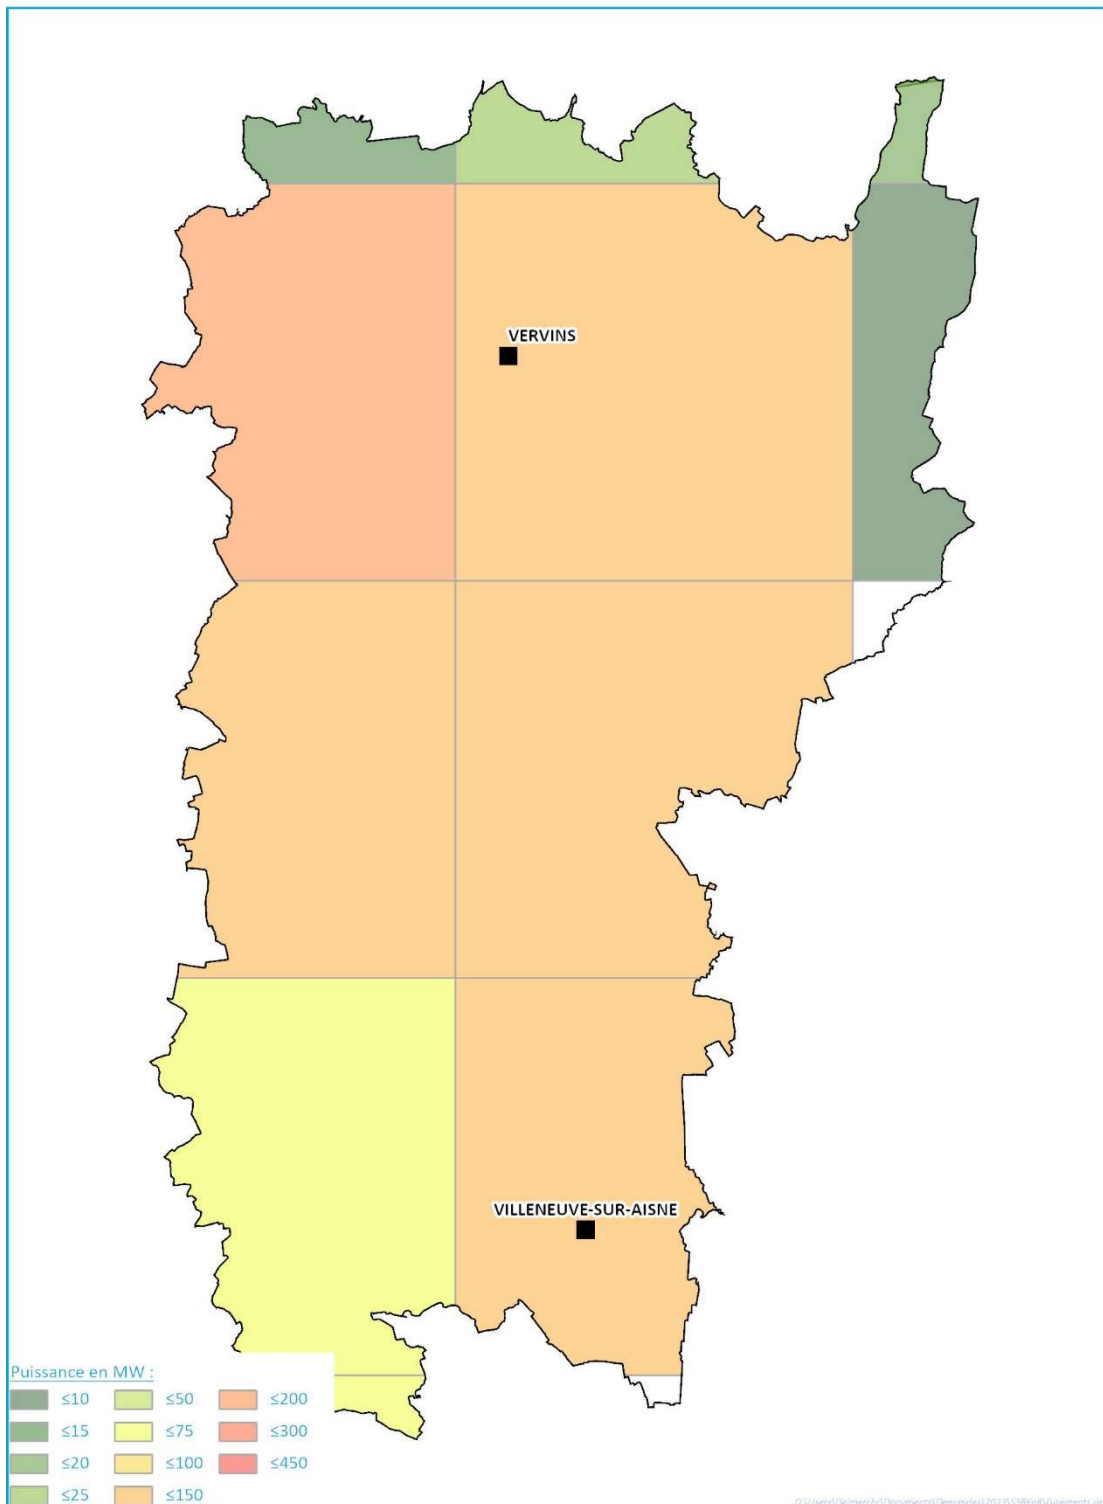 VERVINS
VILLENEUVE-SUR-AISNE
Puissance en MW :
≤10 ≤50 ≤200
≤15 ≤75 ≤300
≤20 ≤100 ≤450
≤25 ≤150